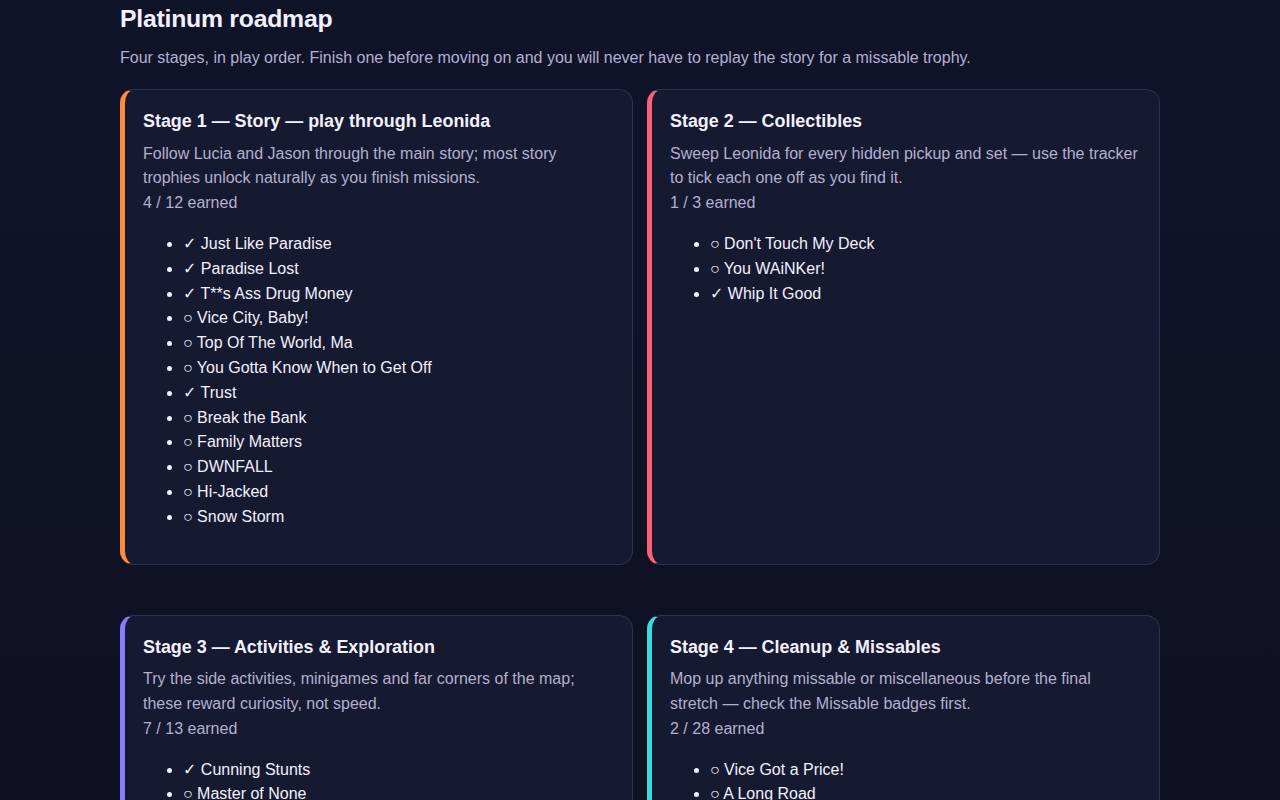 Platinum roadmap
Four stages, in play order. Finish one before moving on and you will never have to replay the story for a missable trophy.
Stage 1 — Story — play through Leonida
Follow Lucia and Jason through the main story; most story
trophies unlock naturally as you finish missions.
4 / 12 earned
• ✓ Just Like Paradise
• ✓ Paradise Lost
• ✓ T**s Ass Drug Money
• ○ Vice City, Baby!
• ○ Top Of The World, Ma
• ○ You Gotta Know When to Get Off
• ✓ Trust
• ○ Break the Bank
• ○ Family Matters
• ○ DWNFALL
• ○ Hi-Jacked
• ○ Snow Storm
Stage 2 — Collectibles
Sweep Leonida for every hidden pickup and set — use the tracker
to tick each one off as you find it.
1 / 3 earned
• ○ Don't Touch My Deck
• ○ You WAiNKer!
• ✓ Whip It Good
Stage 3 — Activities & Exploration
Try the side activities, minigames and far corners of the map;
these reward curiosity, not speed.
7 / 13 earned
• ✓ Cunning Stunts
• ○ Master of None
Stage 4 — Cleanup & Missables
Mop up anything missable or miscellaneous before the final
stretch — check the Missable badges first.
2 / 28 earned
• ○ Vice Got a Price!
• ○ A Long Road